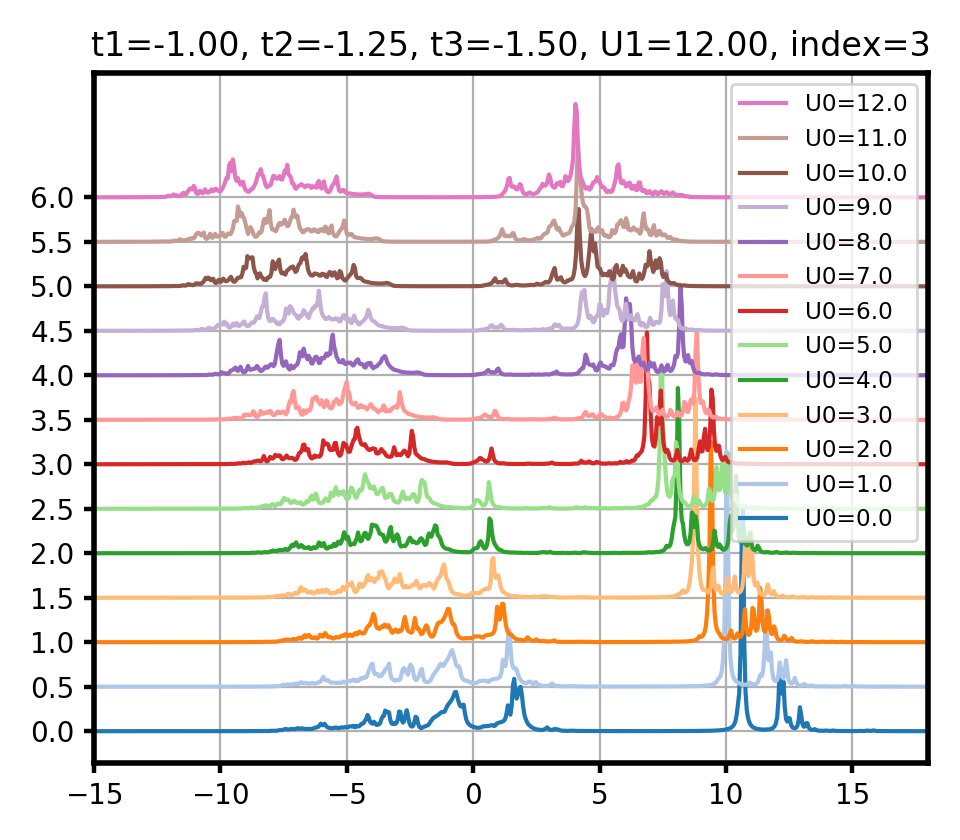 t1=-1.00, t2=-1.25, t3=-1.50, U1=12.00, index=3
U0=12.0
U0=11.0
U0=10.0
U0=9.0
U0=8.0
U0=7.0
U0=6.0
U0=5.0
U0=4.0
U0=3.0
U0=2.0
U0=1.0
U0=0.0
6.0
5.5
5.0
4.5
4.0
3.5
3.0
2.5
2.0
1.5
1.0
0.5
0.0
−15 −10 −5 0 5 10 15